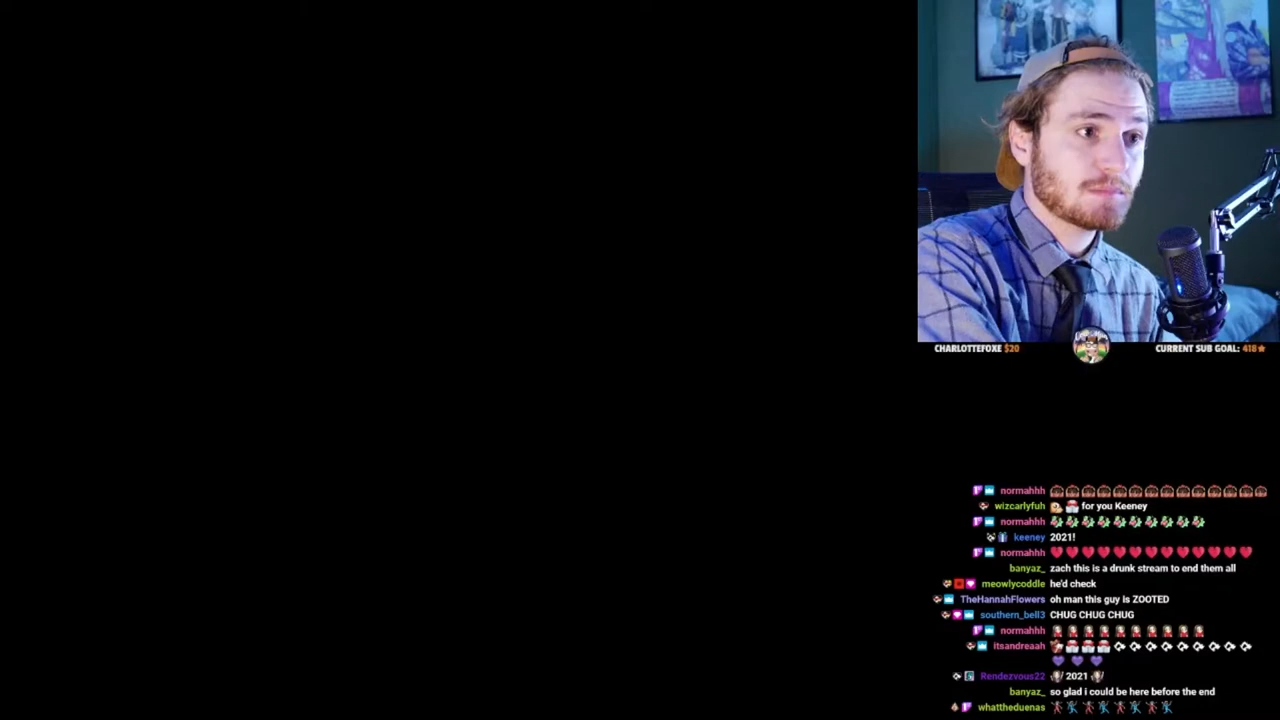 CHARLOTTEFOXE $20
CURRENT SUB GOAL: 418★
normahhh
wizcarlyfuh for you Keeney
normahhh
keeney 2021!
normahhh
banyaz_ zach this is a drunk stream to end them all
meowlycoddle he'd check
TheHannahFlowers oh man this guy is ZOOTED
southern_bell3 CHUG CHUG CHUG
normahhh
itsandreaah
Rendezvous22 2021
banyaz_ so glad i could be here before the end
whattheduenas